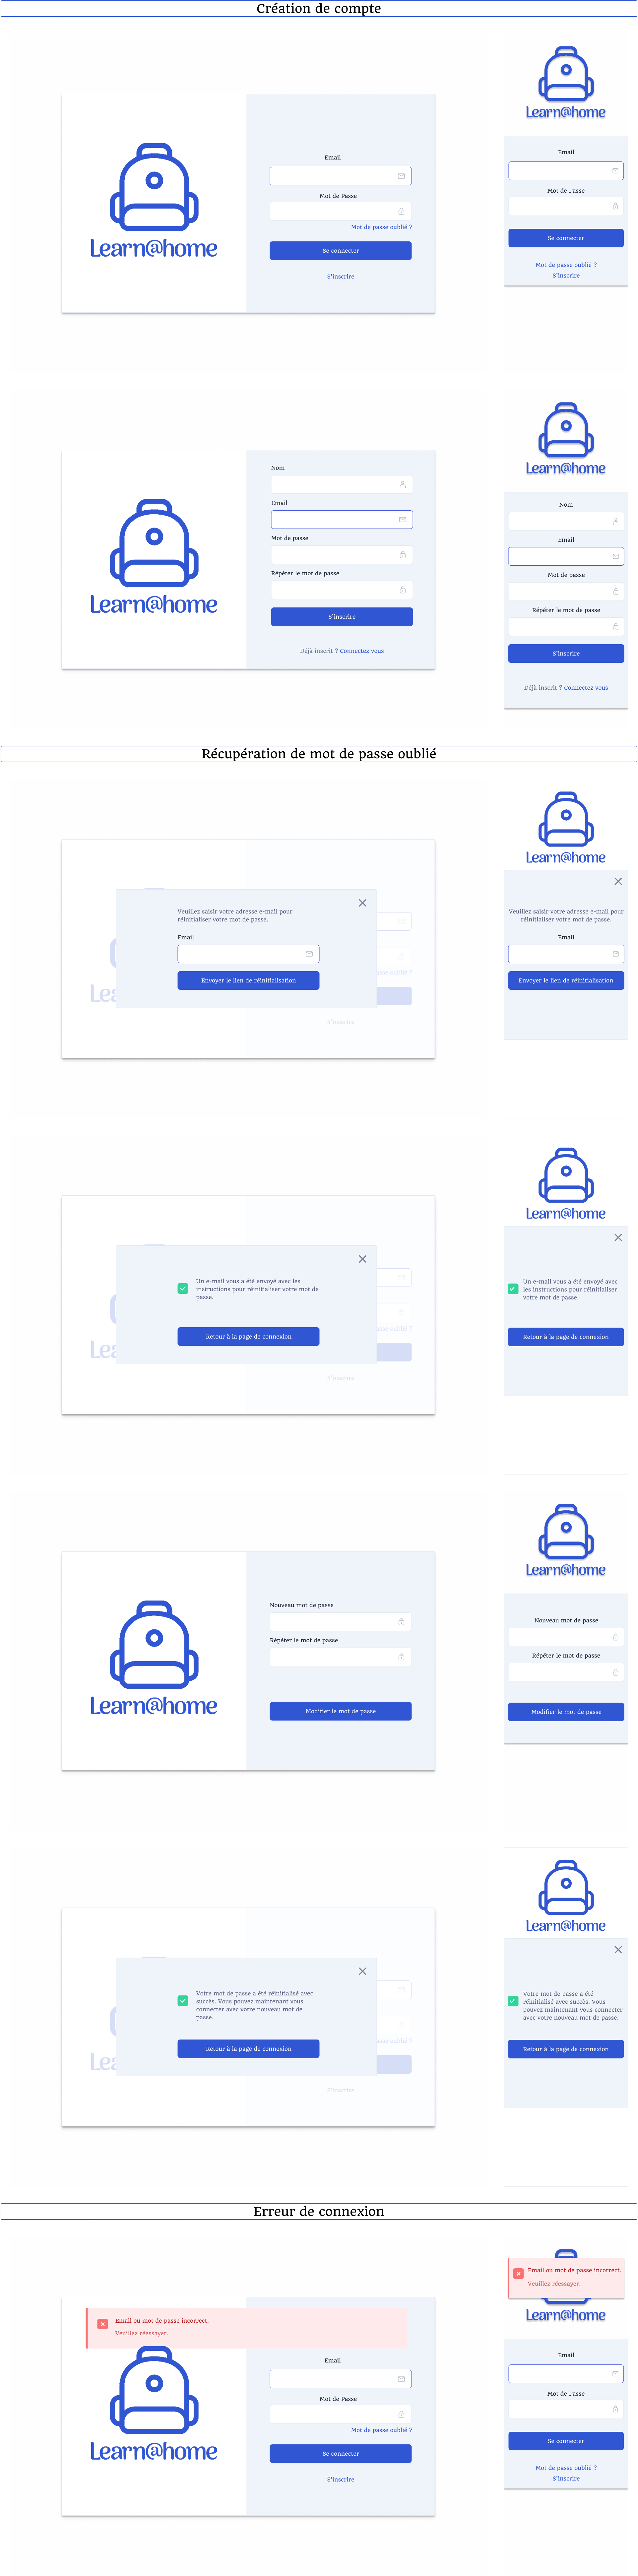 Création de compte
Learn@home
Email
Mot de Passe
Mot de passe oublié ?
Se connecter
S'inscrire
Learn@home
Email
Mot de Passe
Se connecter
Mot de passe oublié ?
S'inscrire
Learn@home
Nom
Email
Mot de passe
Répéter le mot de passe
S'inscrire
Déjà inscrit ? Connectez vous
Learn@home
Nom
Email
Mot de passe
Répéter le mot de passe
S'inscrire
Déjà inscrit ? Connectez vous
Récupération de mot de passe oublié
Veuillez saisir votre adresse e-mail pour
réinitialiser votre mot de passe.
Email
Envoyer le lien de réinitialisation
Lea
passe oublié ?
S'inscrire
Learn@home
Veuillez saisir votre adresse e-mail pour
réinitialiser votre mot de passe.
Email
Envoyer le lien de réinitialisation
Un e-mail vous a été envoyé avec les
instructions pour réinitialiser votre mot de
passe.
Retour à la page de connexion
Lea
passe oublié ?
S'inscrire
Learn@home
Un e-mail vous a été envoyé avec
les instructions pour réinitialiser
votre mot de passe.
Retour à la page de connexion
Learn@home
Nouveau mot de passe
Répéter le mot de passe
Modifier le mot de passe
Learn@home
Nouveau mot de passe
Répéter le mot de passe
Modifier le mot de passe
Votre mot de passe a été réinitialisé avec
succès. Vous pouvez maintenant vous
connecter avec votre nouveau mot de
passe.
Retour à la page de connexion
Lea
passe oublié ?
S'inscrire
Learn@home
Votre mot de passe a été
réinitialisé avec succès. Vous
pouvez maintenant vous connecter
avec votre nouveau mot de passe.
Retour à la page de connexion
Erreur de connexion
Email ou mot de passe incorrect.
Veuillez réessayer.
Learn@home
Email
Mot de Passe
Mot de passe oublié ?
Se connecter
S'inscrire
Email ou mot de passe incorrect.
Veuillez réessayer.
Learn@home
Email
Mot de Passe
Se connecter
Mot de passe oublié ?
S'inscrire